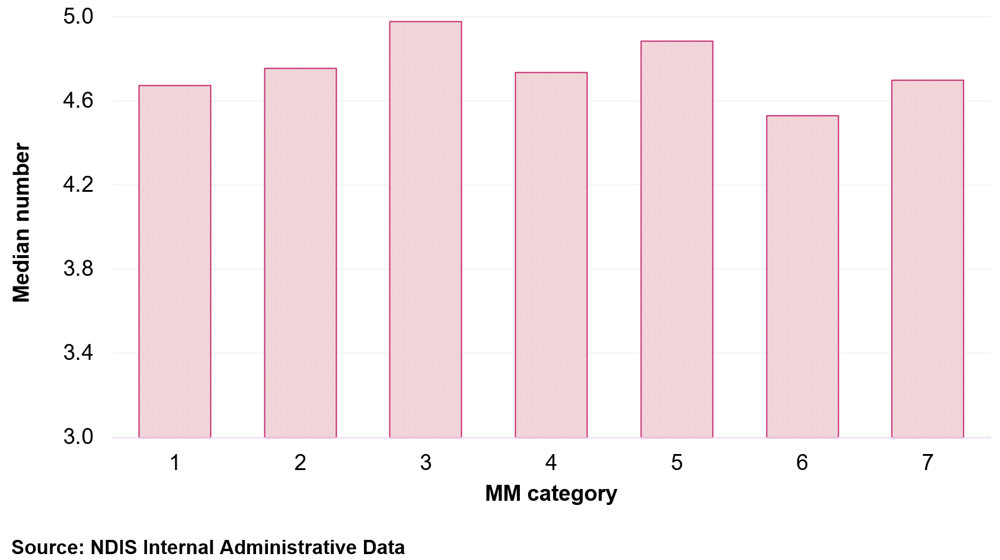 5.0
4.6
4.2
3.8
3.4
3.0
Median number
1 2 3 4 5 6 7
MM category
Source: NDIS Internal Administrative Data